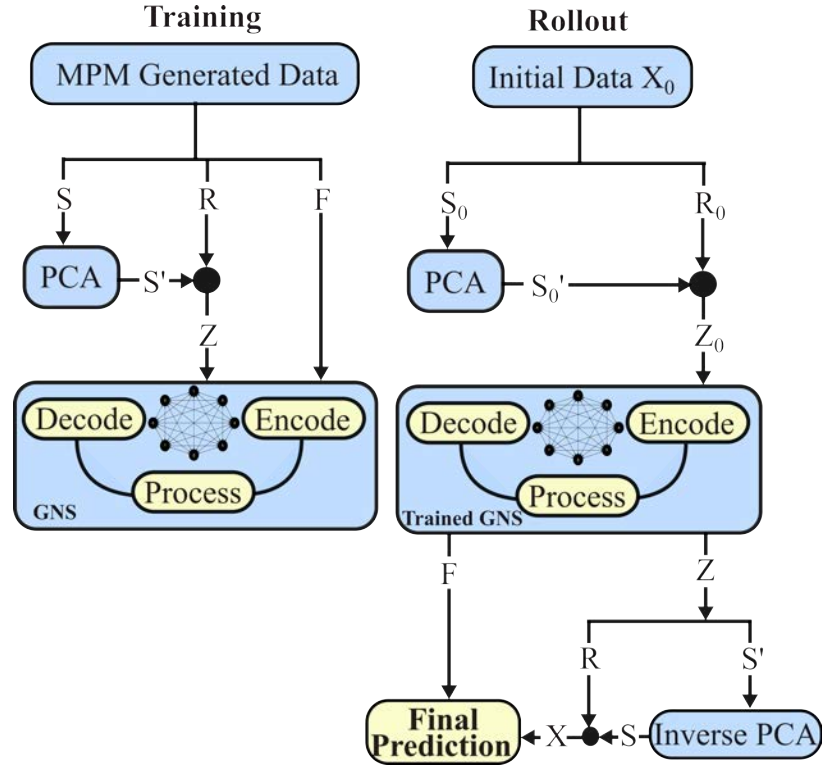 Training
MPM Generated Data
S
R
F
PCA
S'
Z
Decode
Encode
Process
GNS
Rollout
Initial Data X₀
S₀
R₀
PCA
S₀'
Z₀
Decode
Encode
Process
Trained GNS
F
Z
R
S'
Final
Prediction
X
S
Inverse PCA